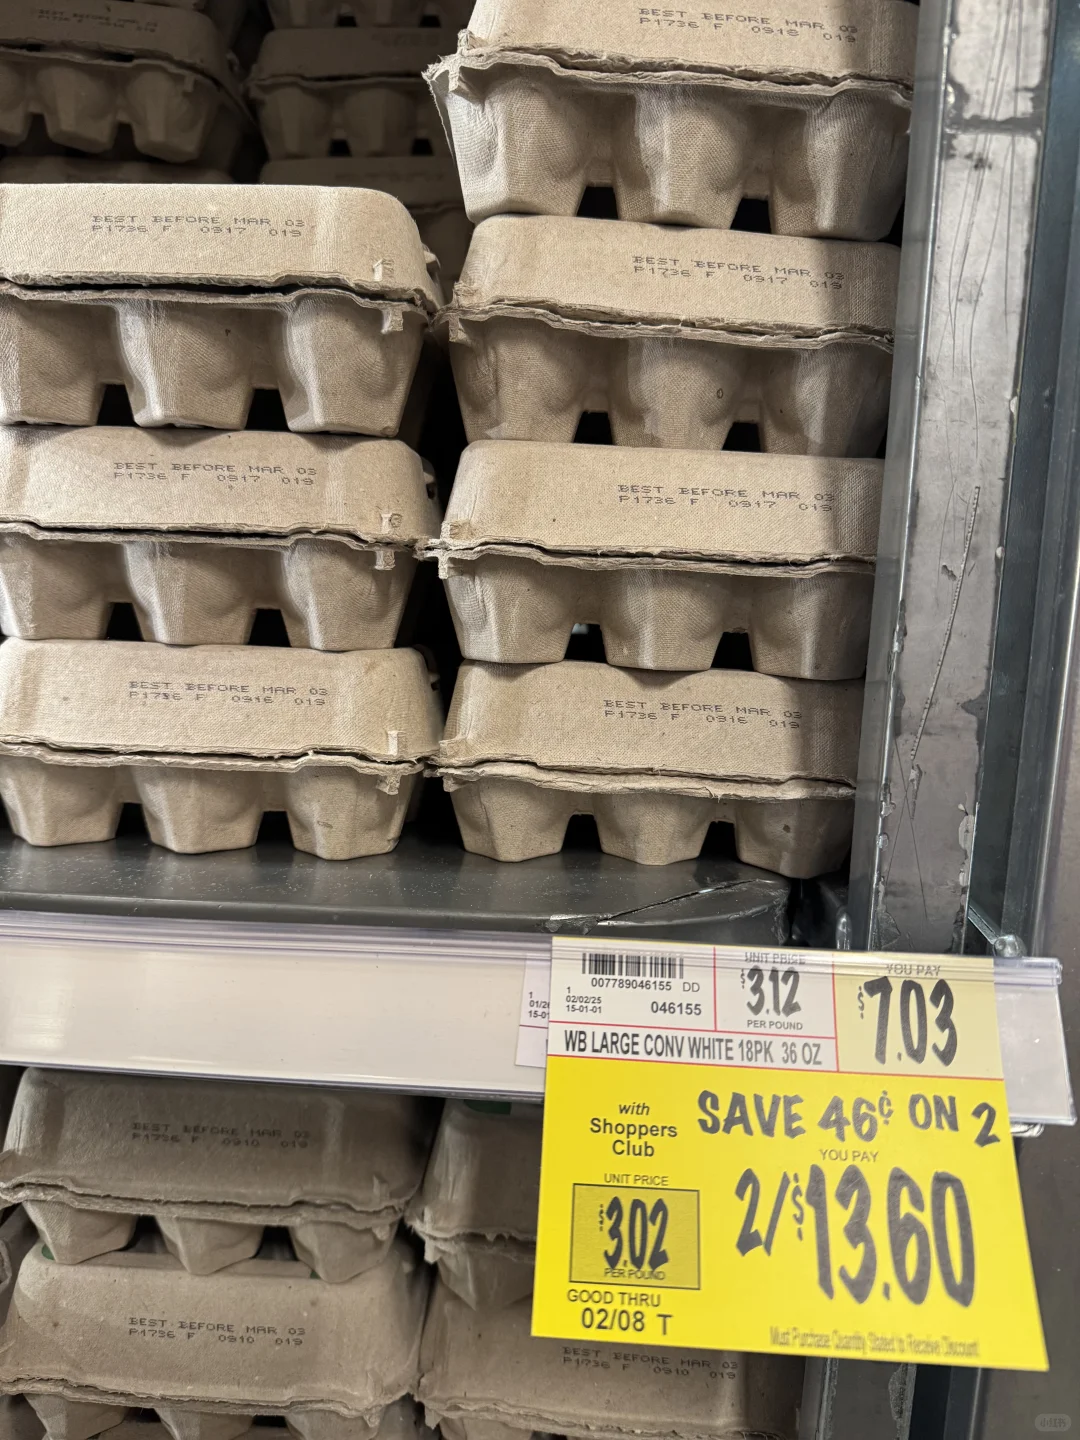 BEST BEFORE MAR 03
P1736 F 0918 019
BEST BEFORE MAR 03
P1736 F 0917 019
BEST BEFORE MAR 03
P1736 F 0917 019
BEST BEFORE MAR 03
P1736 F 0917 019
BEST BEFORE MAR 03
P1736 F 0917 019
BEST BEFORE MAR 03
P1736 F 0916 019
BEST BEFORE MAR 03
P1736 F 0916 019
UNIT PRICE
$3.12
PER POUND
YOU PAY
$7.03
007789046155 DD
1
02/02/25
15-01-01
046155
WB LARGE CONV WHITE 18PK 36 OZ
with
Shoppers
Club
SAVE 46¢ ON 2
YOU PAY
2/$13.60
UNIT PRICE
$3.02
PER POUND
GOOD THRU
02/08 T
Must Purchase Quantity Stated to Receive Discount
BEST BEFORE MAR 03
P1736 F 0910 019
BEST BEFORE MAR 03
P1736 F 0910 019
BEST BEFORE MAR 03
P1736 F 0910 019
小红书